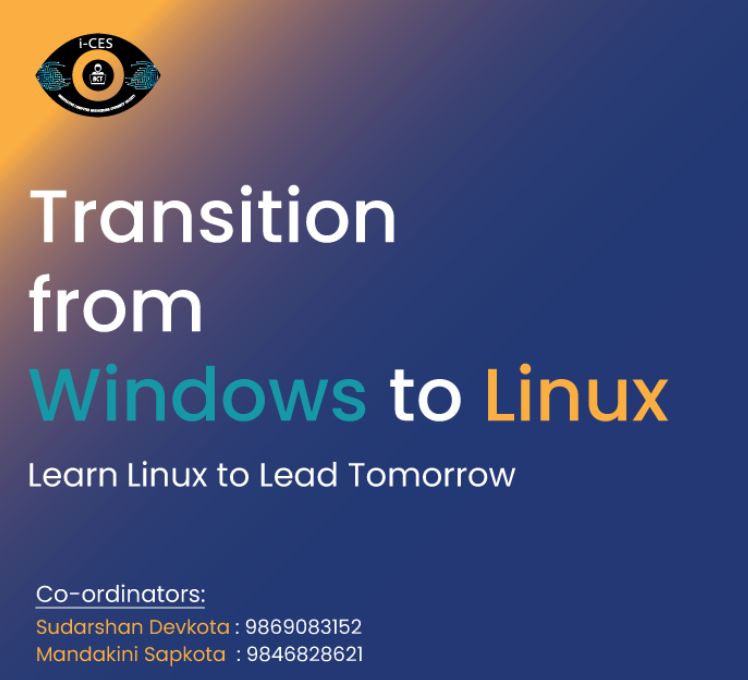 i-CES
Transition
from
Windows to Linux
Learn Linux to Lead Tomorrow
Co-ordinators:
Sudarshan Devkota : 9869083152
Mandakini Sapkota : 9846828621